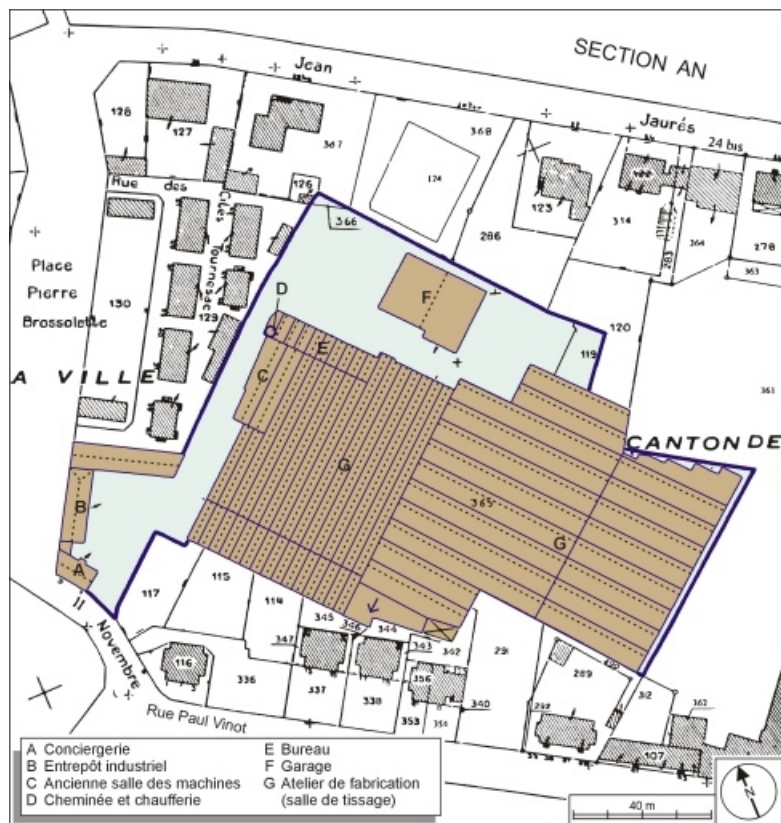 SECTION AN
Jean
Jaurés
24 bis
128
127
367
368
124
126
123
314
364
278
363
283
286
366
Rue des
Cités
Tournesac
Place
Pierre
Brossolette
130
129
D
F
E
C
119
120
361
A VILLE
CANTON DE
G
365
G
B
A
11
Novembre
117
115
114
345
346
344
347
343
342
291
116
336
337
338
356
340
353
354
289
292
312
362
107
Rue Paul Vinot
A Conciergerie
B Entrepôt industriel
C Ancienne salle des machines
D Cheminée et chaufferie
E Bureau
F Garage
G Atelier de fabrication
(salle de tissage)
40 m
N